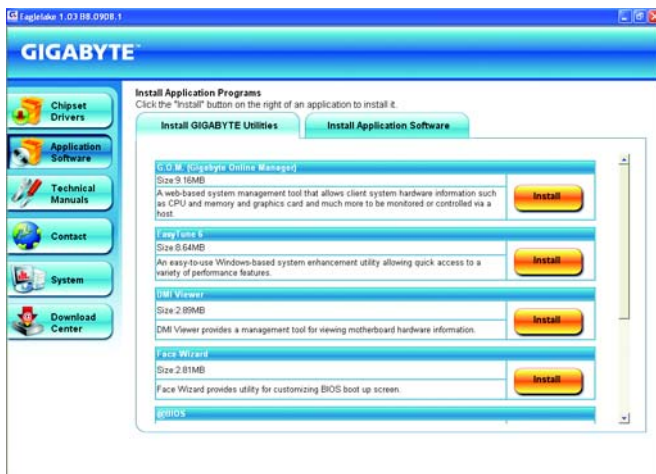 Eaglelake 1.03 B8.0908.1
GIGABYTE™
Chipset
Drivers
Application
Software
Technical
Manuals
Contact
System
Download
Center
Install Application Programs
Click the "Install" button on the right of an application to install it.
Install GIGABYTE Utilities
Install Application Software
G.O.M. (Gigabyte Online Manager)
Size:9.16MB
A web-based system management tool that allows client system hardware information such
as CPU and memory and graphics card and much more to be monitored or controlled via a
host.
Install
EasyTune 6
Size:8.64MB
An easy-to-use Windows-based system enhancement utility allowing quick access to a
variety of performance features.
Install
DMI Viewer
Size:2.89MB
DMI Viewer provides a management tool for viewing motherboard hardware information.
Install
Face Wizard
Size:2.81MB
Face Wizard provides utility for customizing BIOS boot up screen.
Install
@BIOS